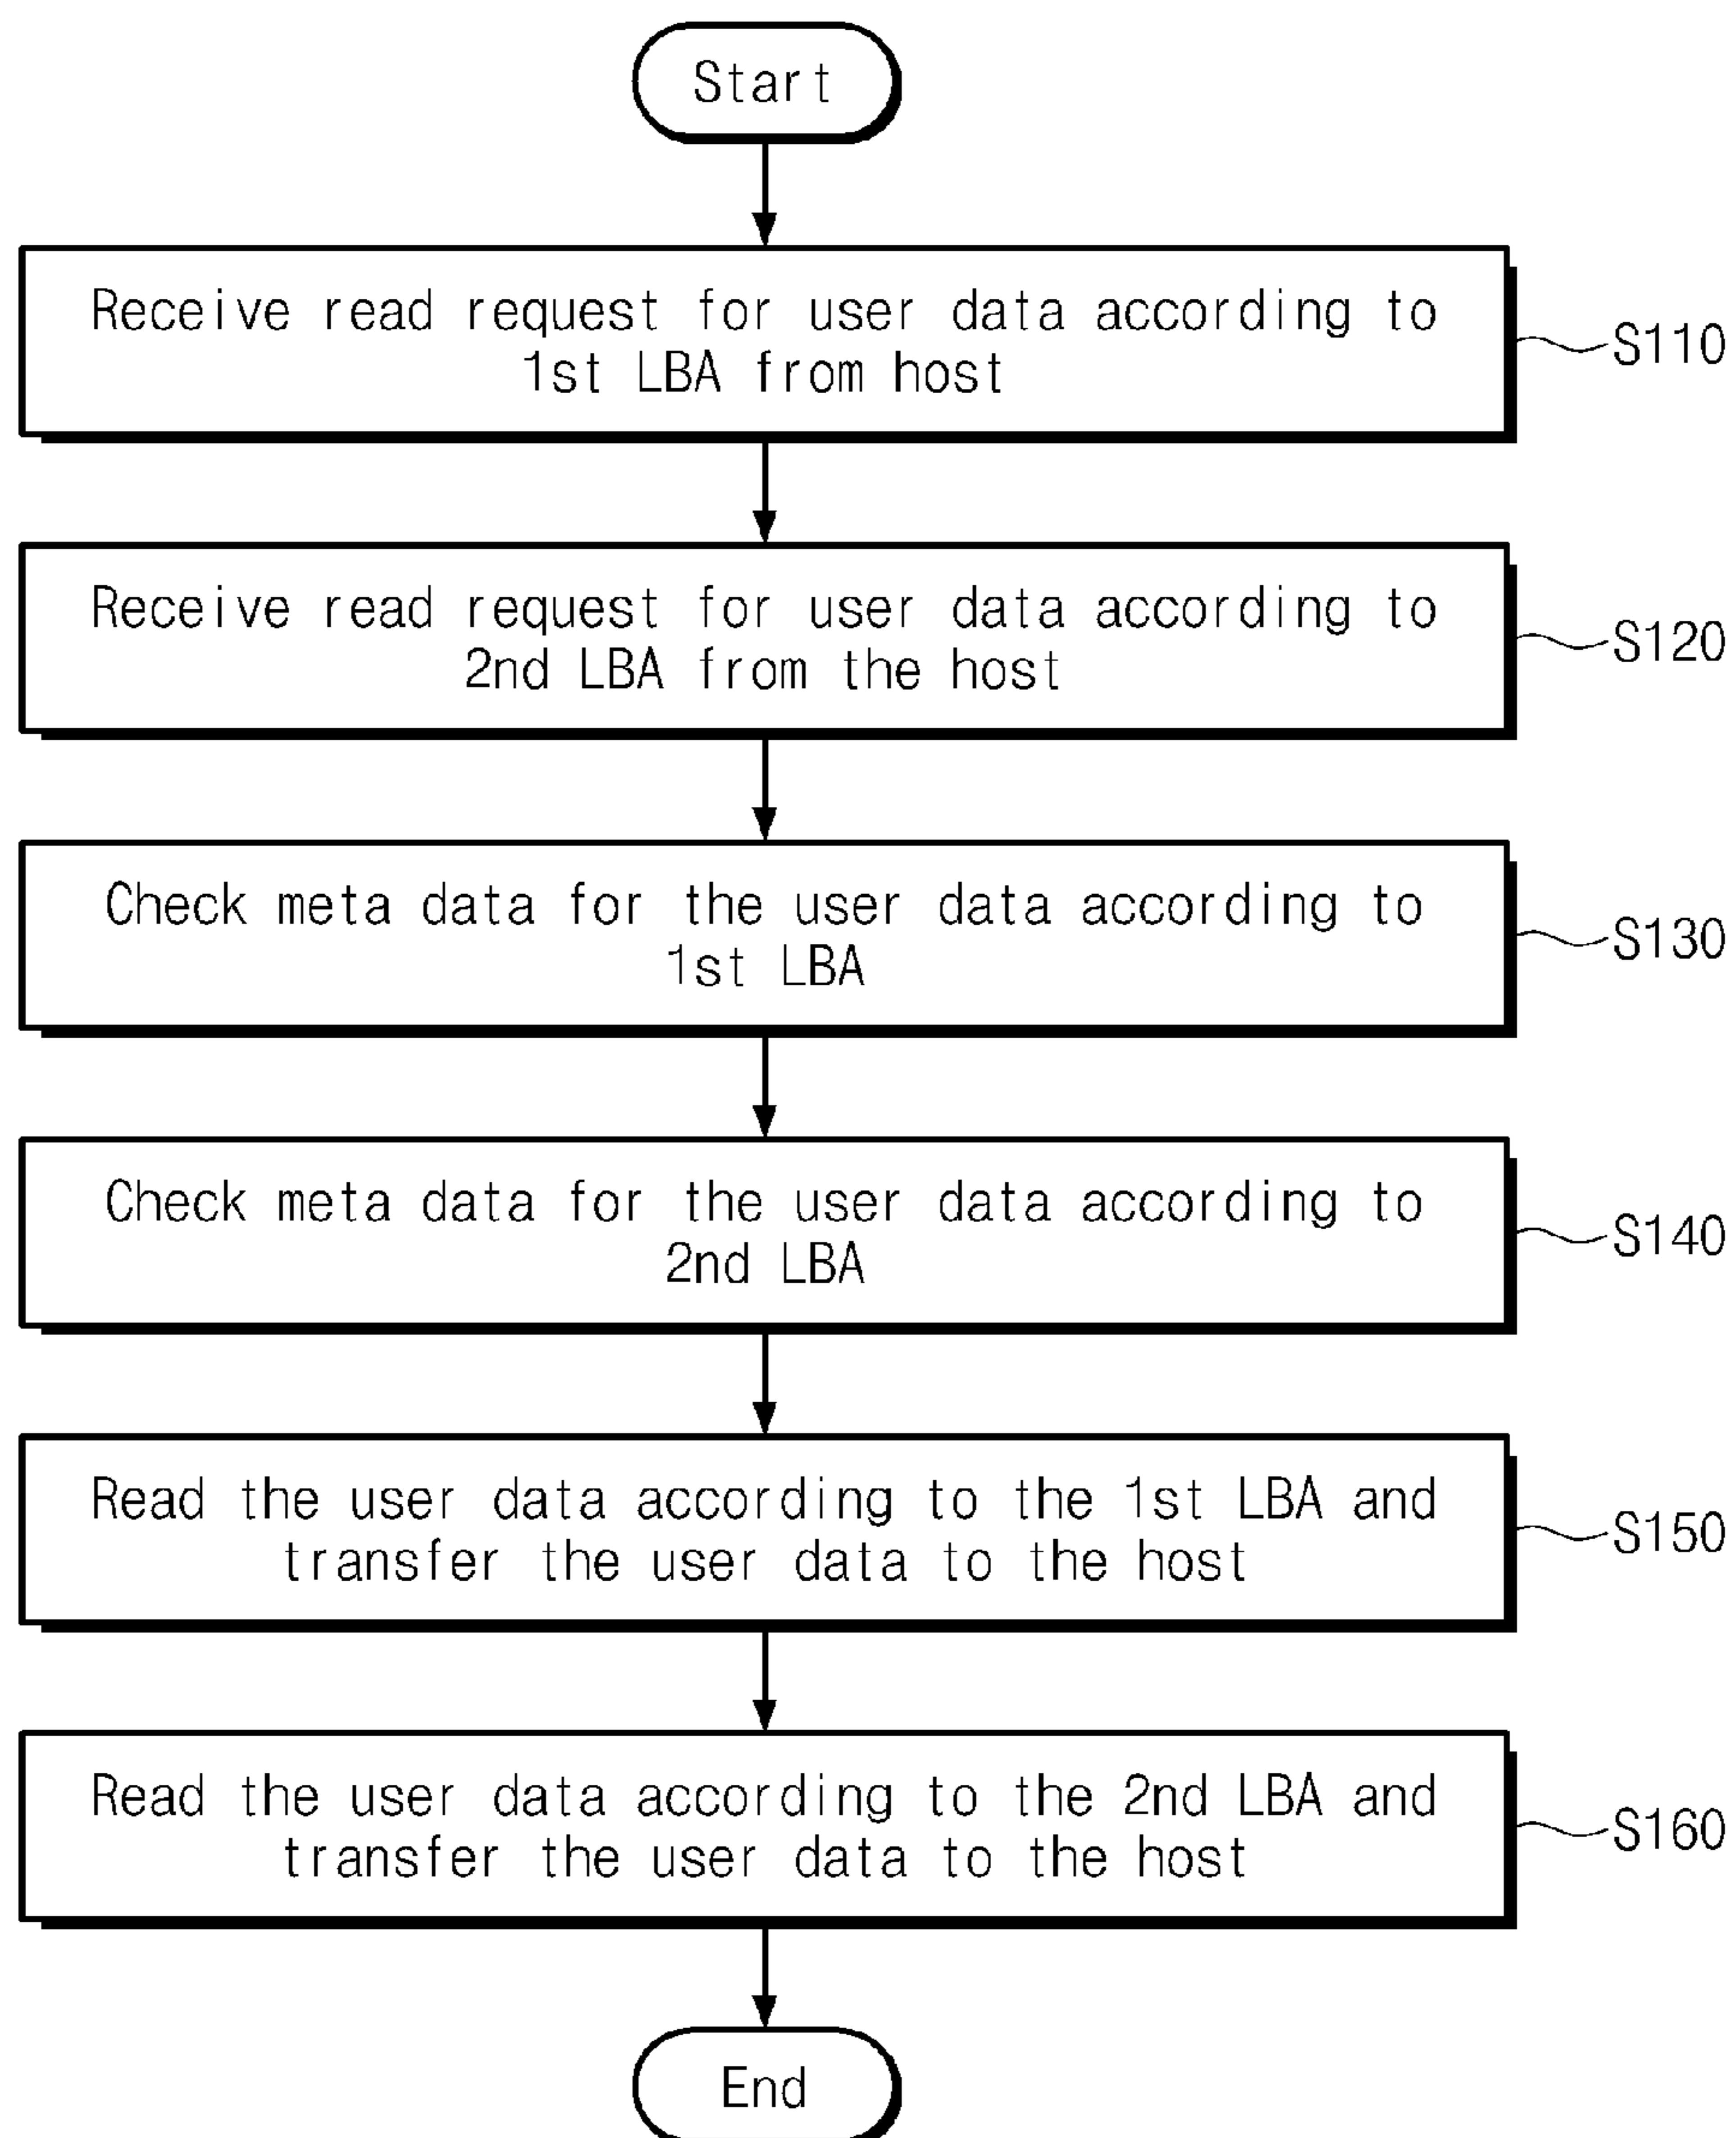 Start
Receive read request for user data according to
1st LBA from host
S110
Receive read request for user data according to
2nd LBA from the host
S120
Check meta data for the user data according to
1st LBA
S130
Check meta data for the user data according to
2nd LBA
S140
Read the user data according to the 1st LBA and
transfer the user data to the host
S150
Read the user data according to the 2nd LBA and
transfer the user data to the host
S160
End